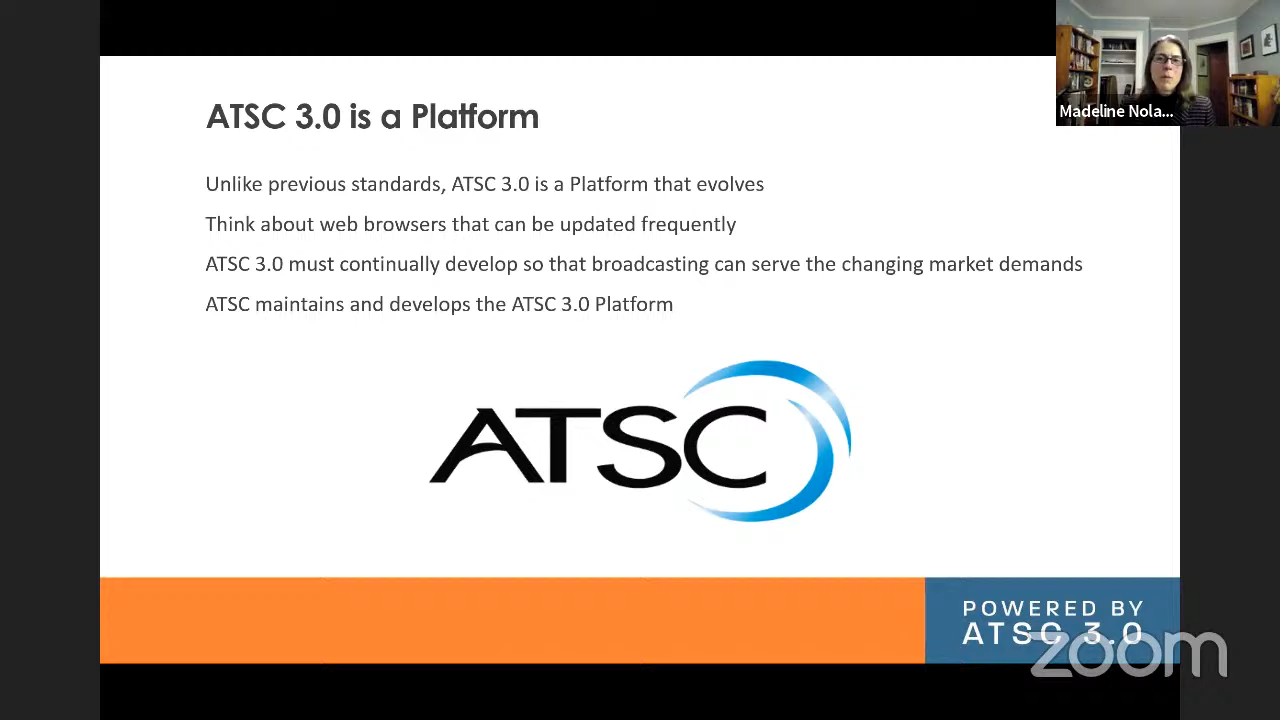 ATSC 3.0 is a Platform
Madeline Nola...
Unlike previous standards, ATSC 3.0 is a Platform that evolves
Think about web browsers that can be updated frequently
ATSC 3.0 must continually develop so that broadcasting can serve the changing market demands
ATSC maintains and develops the ATSC 3.0 Platform
ATSC
POWERED BY
ATSC 3.0
zoom